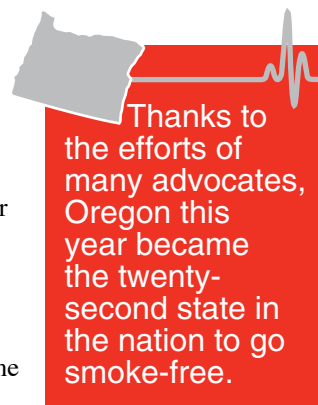 Thanks to
the efforts of
many advocates,
Oregon this
year became
the twenty-
second state in
the nation to go
smoke-free.